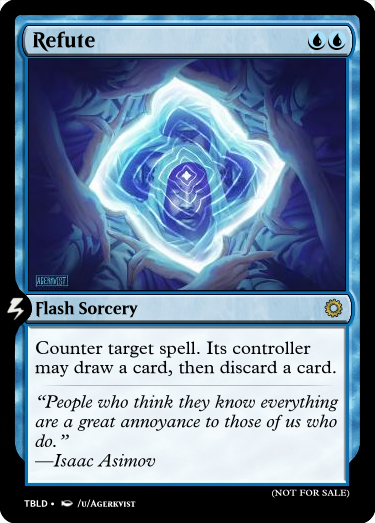 Refute
AGERKVIST
Flash Sorcery
Counter target spell. Its controller
may draw a card, then discard a card.
“People who think they know everything
are a great annoyance to those of us who
do.”
—Isaac Asimov
(NOT FOR SALE)
TBLD • /U/AGERKVIST